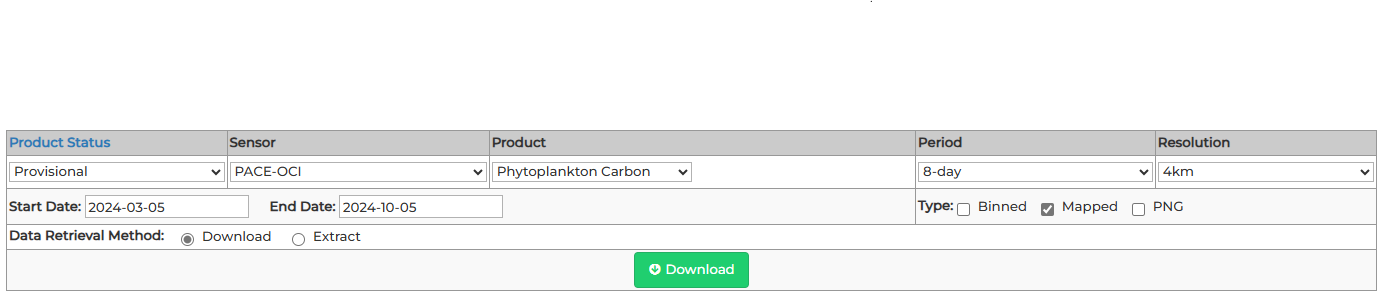 Product Status Sensor Product Period Resolution
Provisional PACE-OCI Phytoplankton Carbon 8-day 4km
Start Date: 2024-03-05 End Date: 2024-10-05 Type: Binned Mapped PNG
Data Retrieval Method: Download Extract
Download